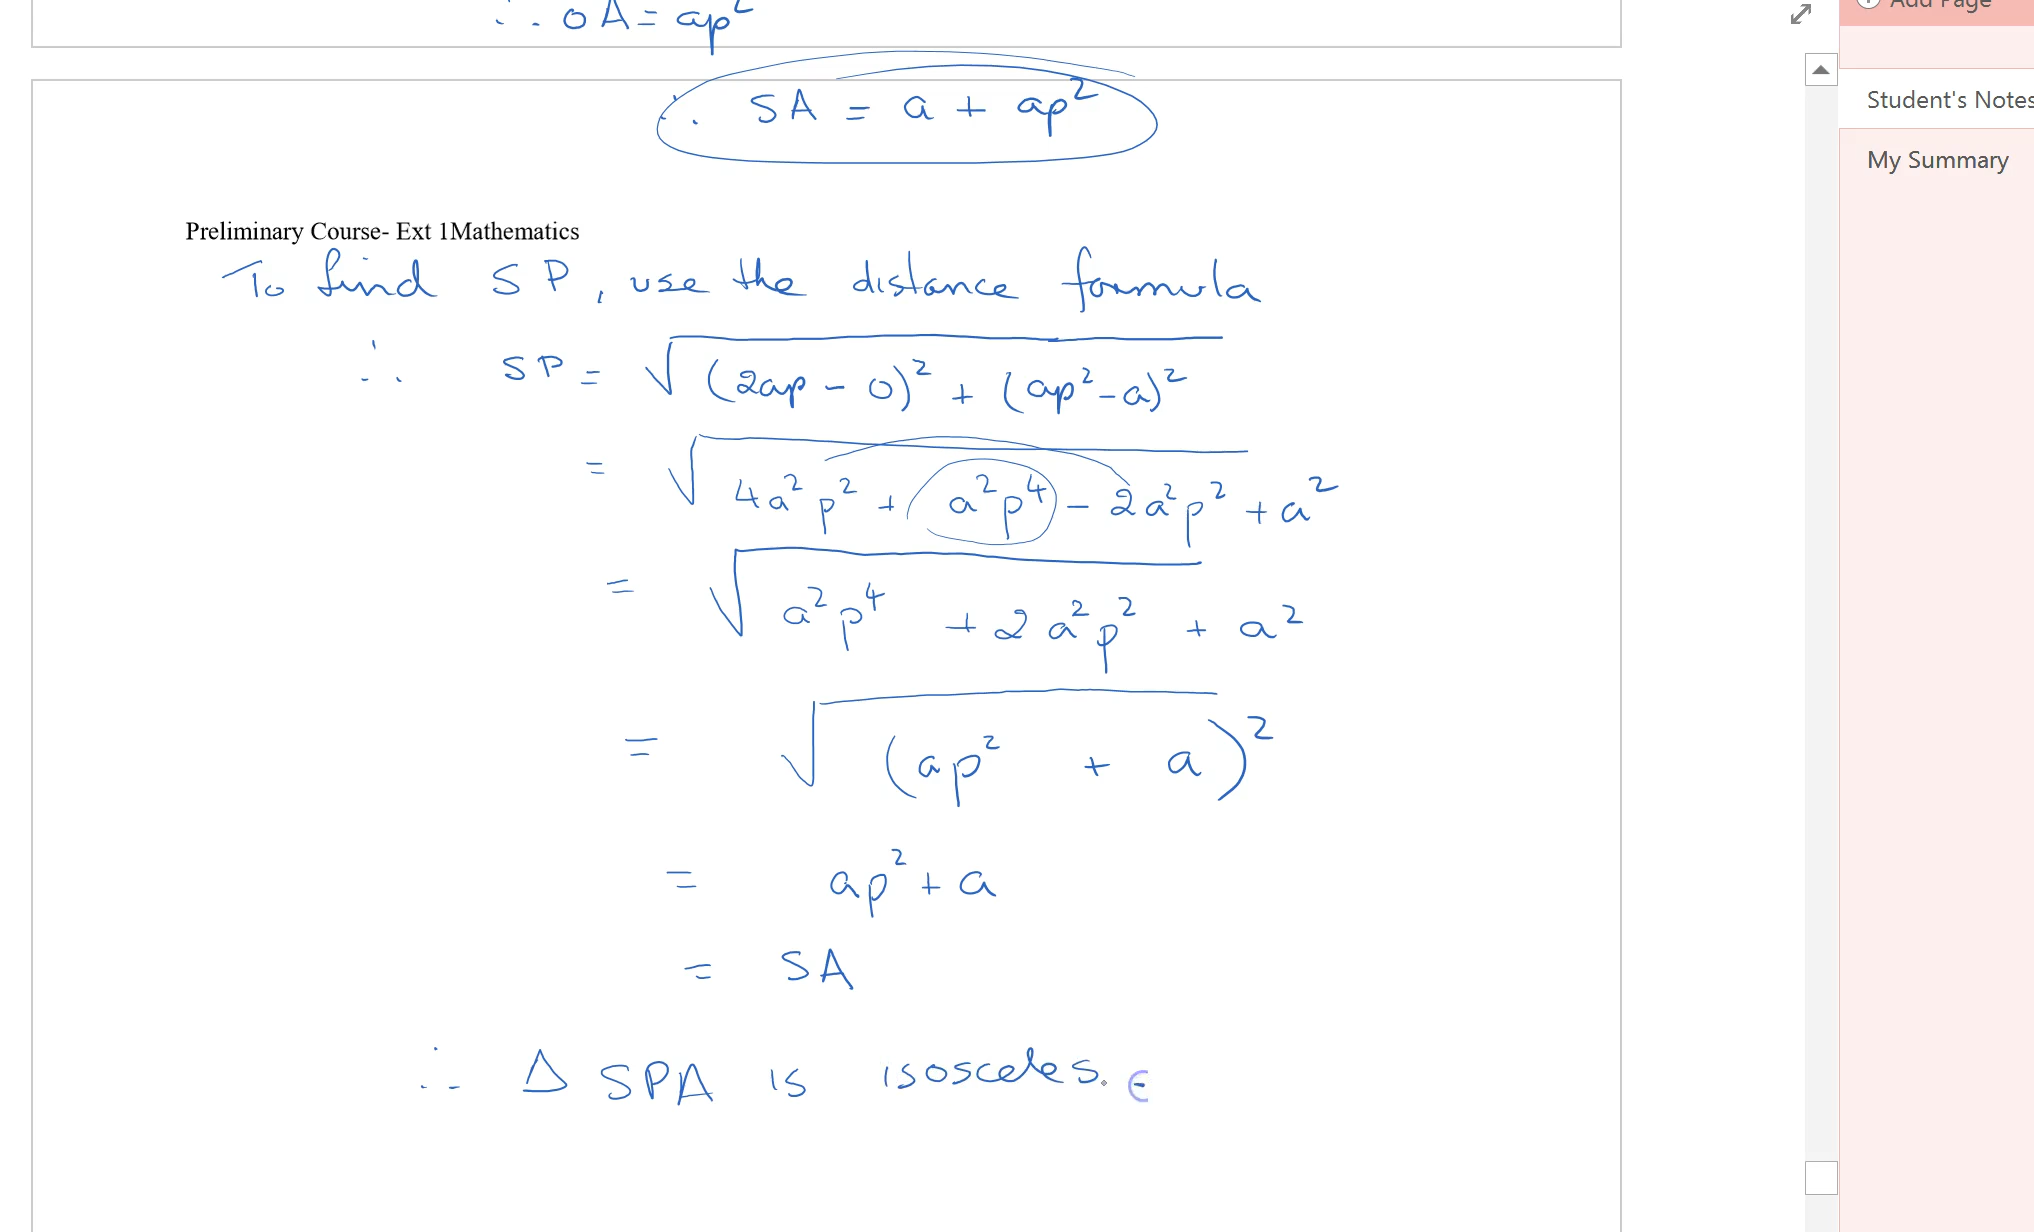 ∴ OA = ap²
Add Page
∴ SA = a + ap²
Student's Notes
My Summary
Preliminary Course- Ext 1Mathematics
To find SP, use the distance formula
∴ SP = √((2ap - 0)² + (ap² - a)²)
= √(4a²p² + a²p⁴ - 2a²p² + a²)
= √(a²p⁴ + 2a²p² + a²)
= √((ap² + a)²)
= ap² + a
= SA
∴ Δ SPA is isosceles.